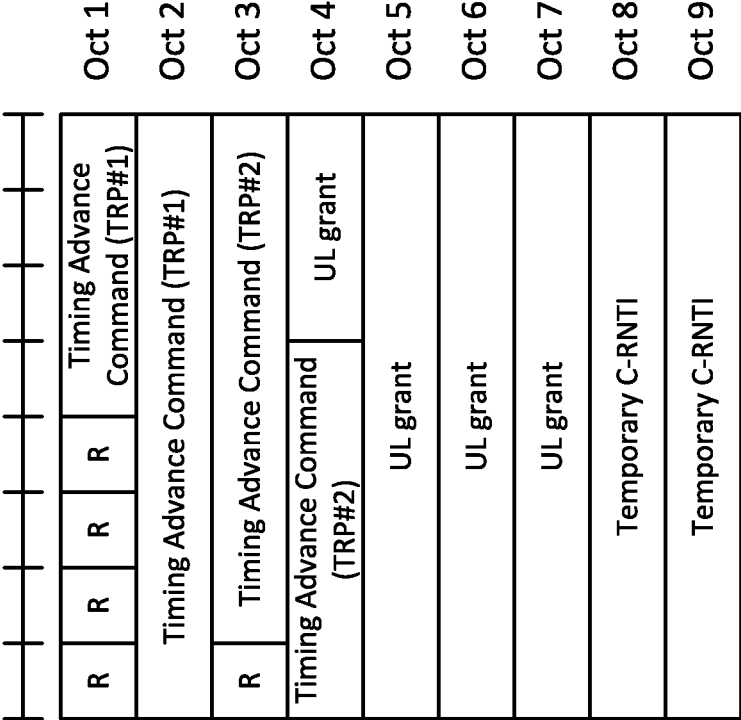 R
R
R
R
Timing Advance
Command (TRP#1)
Oct 1
Timing Advance Command (TRP#1)
Oct 2
R
Timing Advance Command (TRP#2)
Oct 3
Timing Advance Command
(TRP#2)
UL grant
Oct 4
UL grant
Oct 5
UL grant
Oct 6
UL grant
Oct 7
Temporary C-RNTI
Oct 8
Temporary C-RNTI
Oct 9